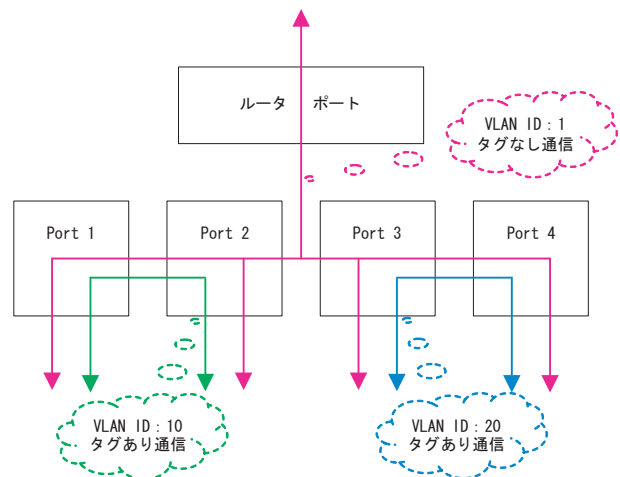 ルータ ポート
VLAN ID：1
タグなし通信
Port 1
Port 2
Port 3
Port 4
VLAN ID：10
タグあり通信
VLAN ID：20
タグあり通信